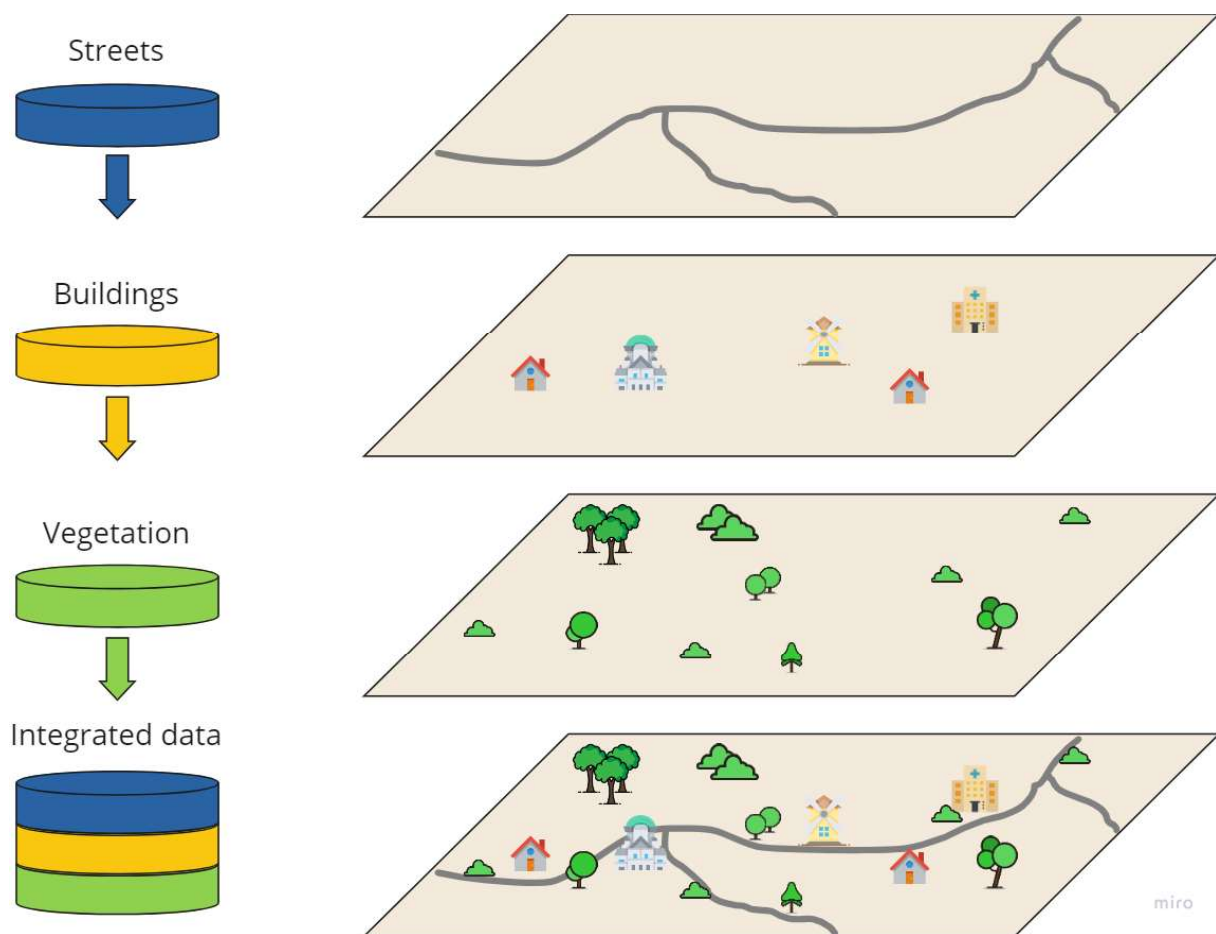 Streets
Buildings
Vegetation
Integrated data
miro